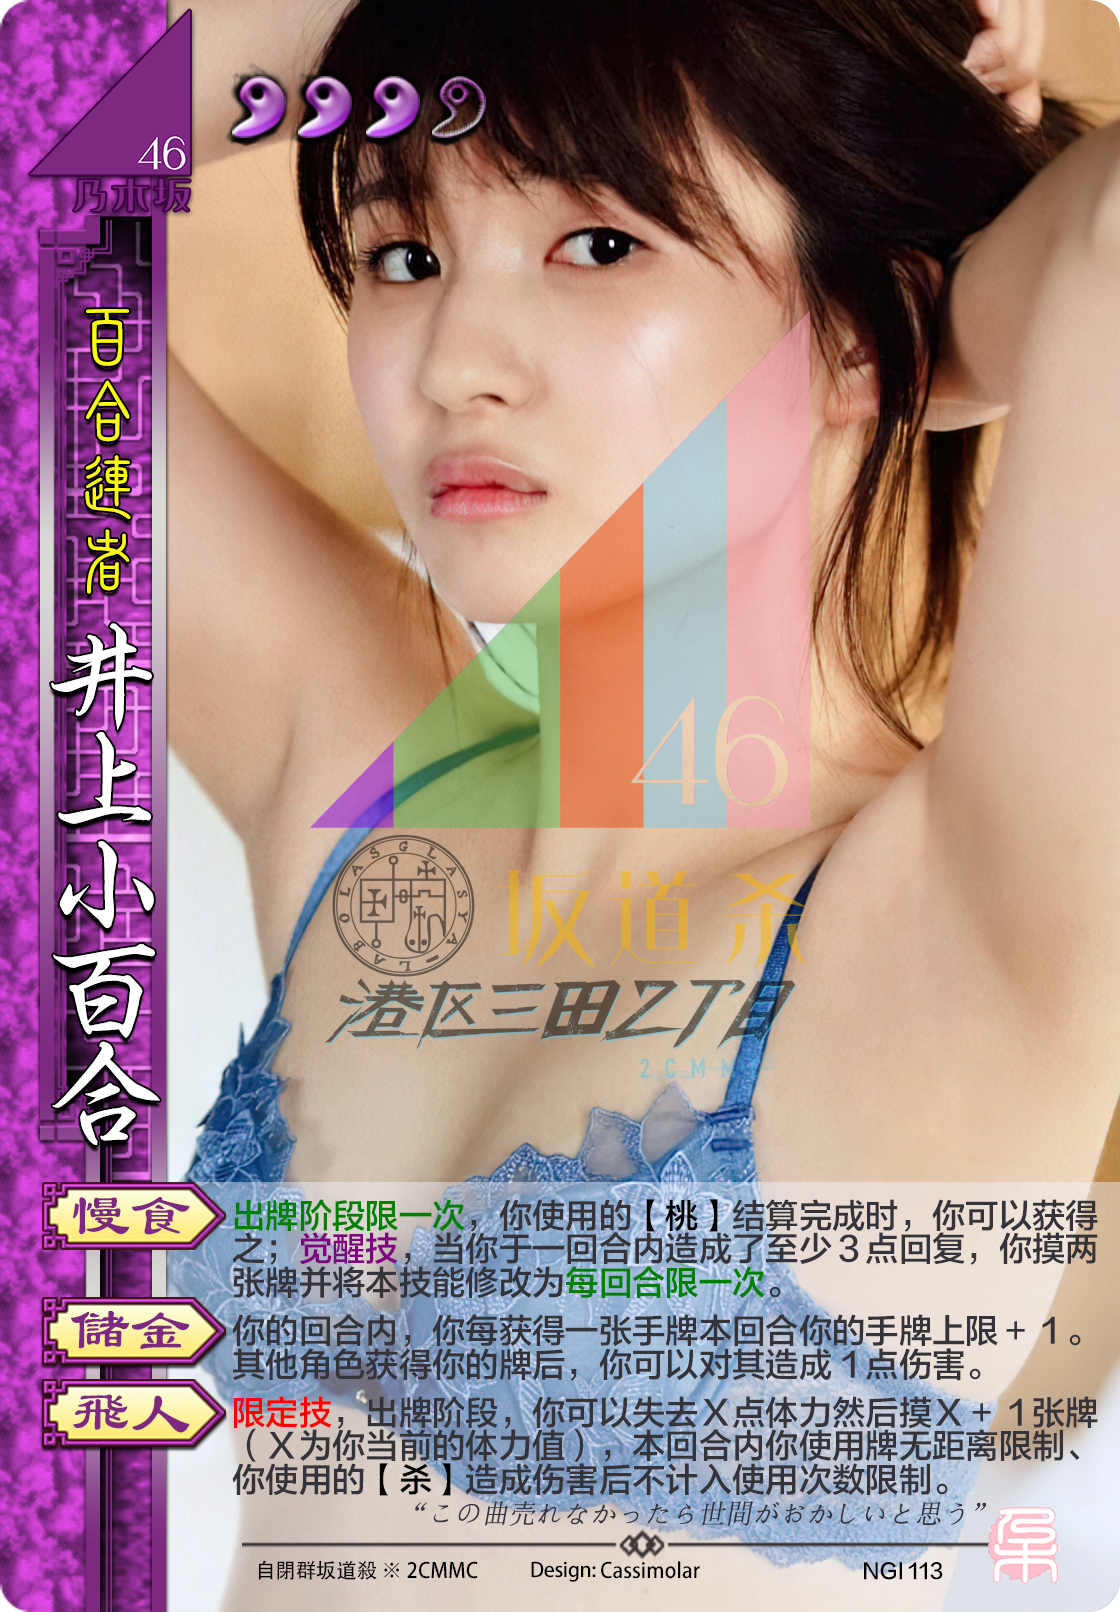 46
乃木坂
百合連者
井上小百合
46
GLASYALABOLAS
坂道杀
港区三田2丁目
2CMMC
慢食
出牌阶段限一次，你使用的【桃】结算完成时，你可以获得
之；觉醒技，当你于一回合内造成了至少３点回复，你摸两
张牌并将本技能修改为每回合限一次。
儲金
你的回合内，你每获得一张手牌本回合你的手牌上限＋１。
其他角色获得你的牌后，你可以对其造成１点伤害。
飛人
限定技，出牌阶段，你可以失去Ｘ点体力然后摸Ｘ＋１张牌
（Ｘ为你当前的体力值），本回合内你使用牌无距离限制、
你使用的【杀】造成伤害后不计入使用次数限制。
“この曲売れなかったら世間がおかしいと思う”
自閉群坂道殺 ※ 2CMMC
Design: Cassimolar
NGI 113